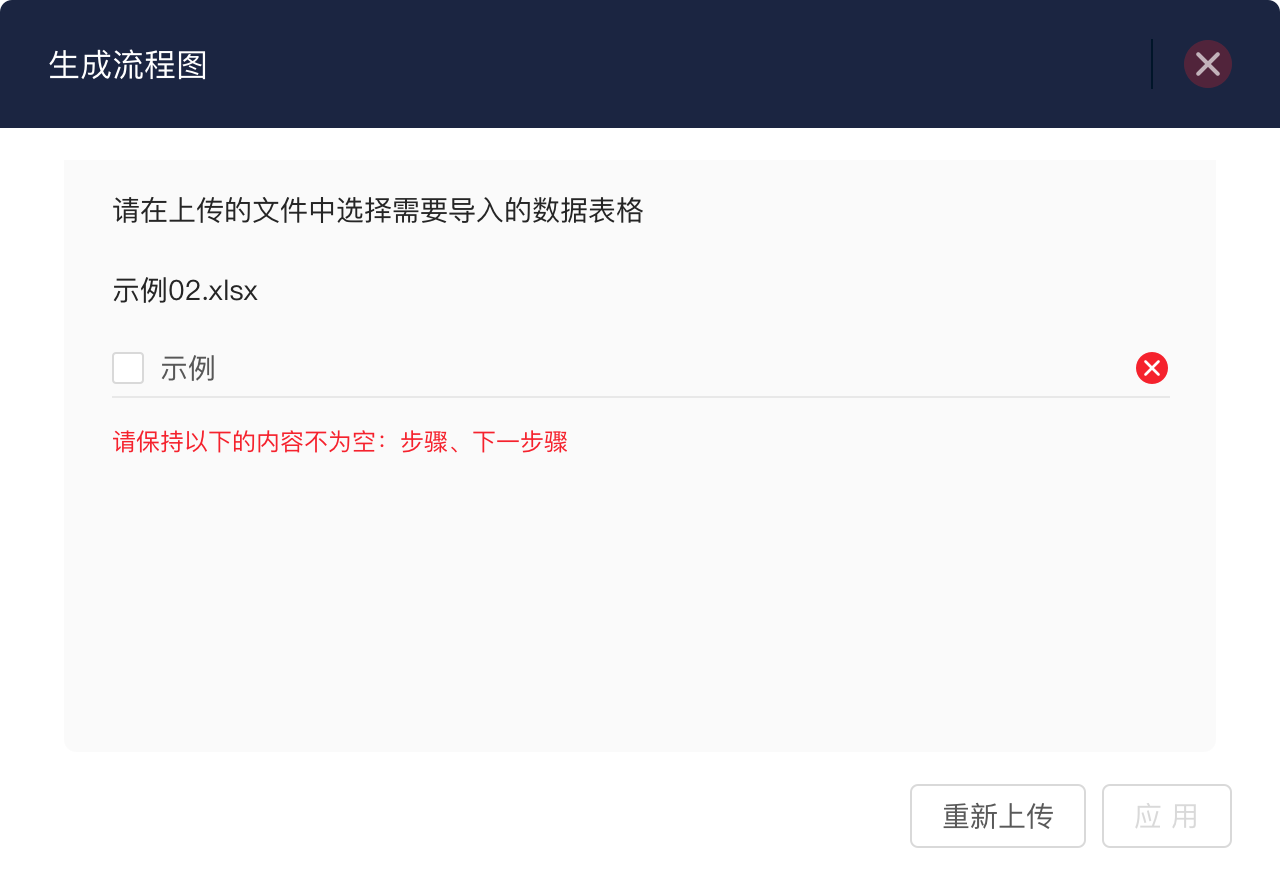 生成流程图
请在上传的文件中选择需要导入的数据表格
示例02.xlsx
示例
请保持以下的内容不为空：步骤、下一步骤
重新上传
应 用